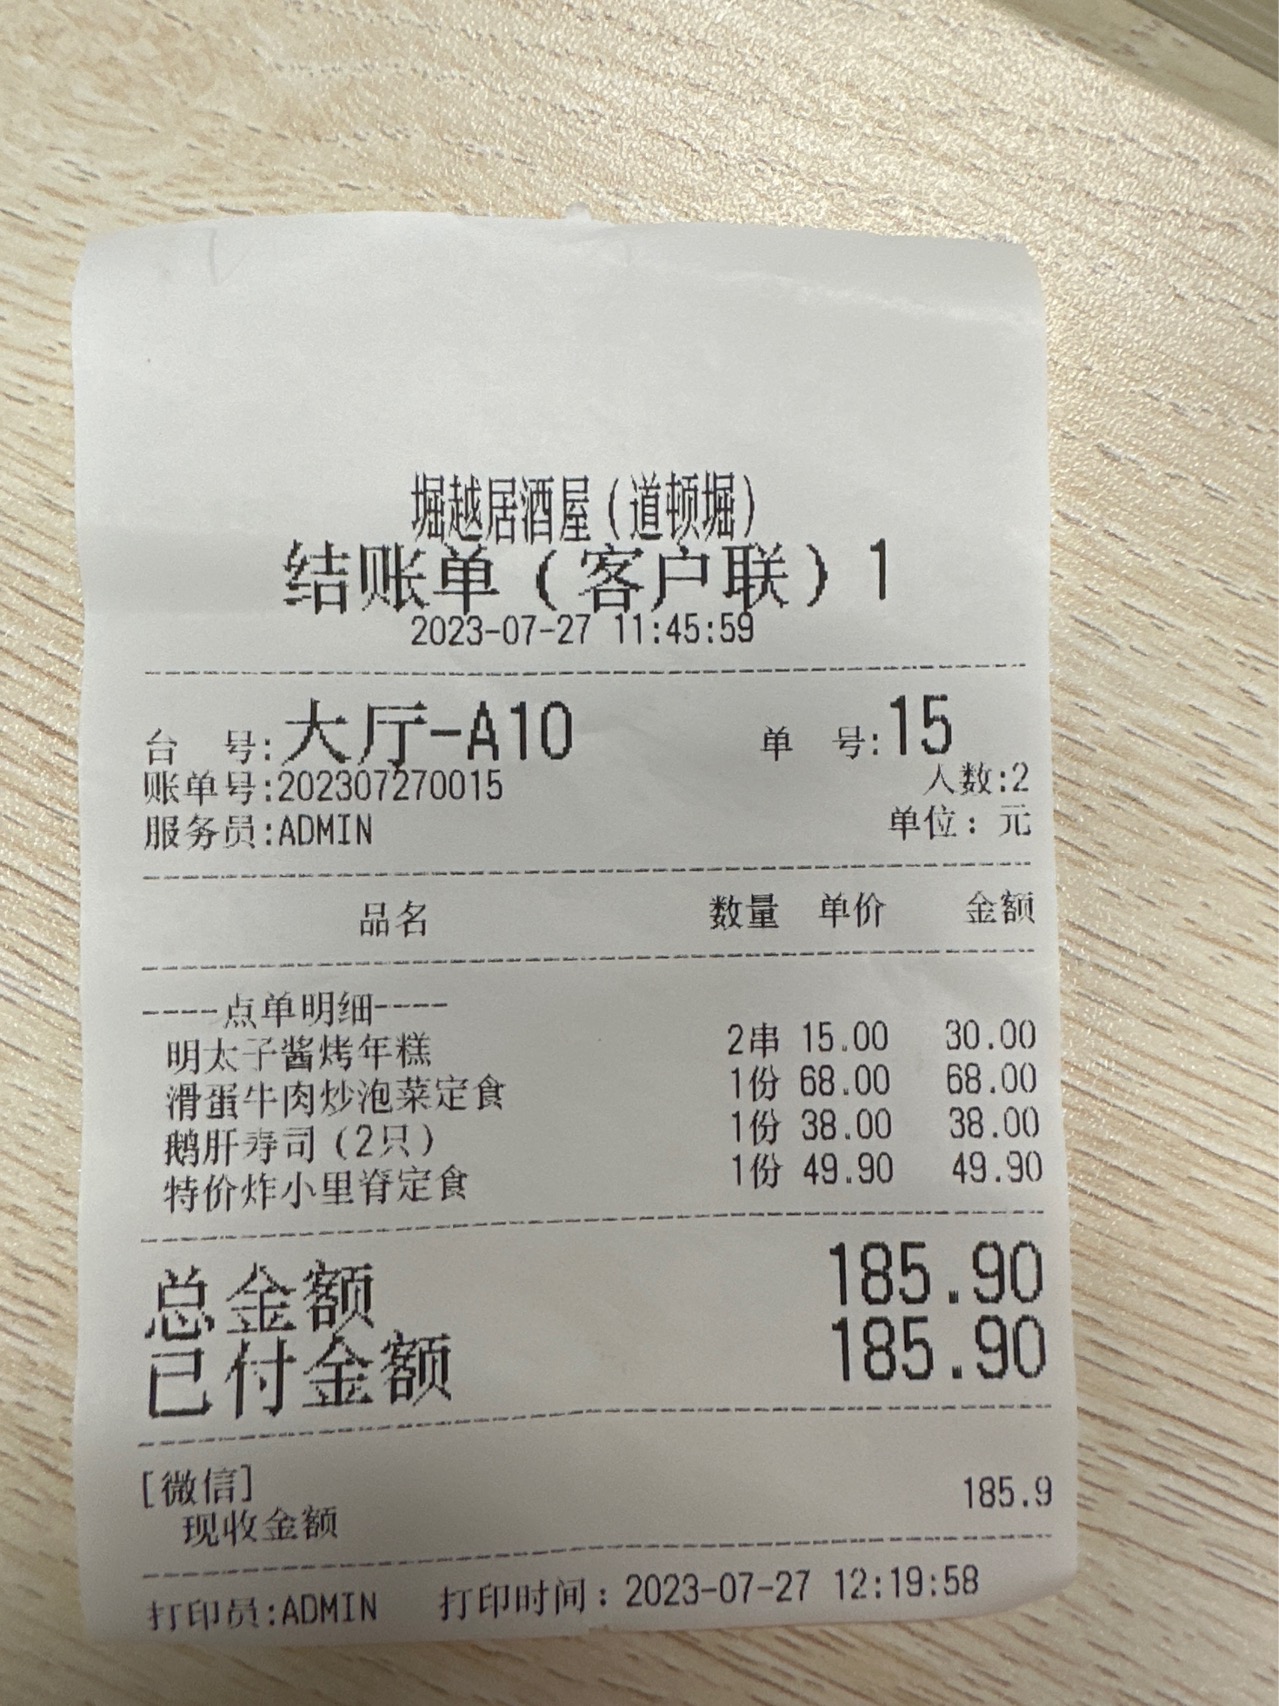 堀越居酒屋(道顿堀)
结账单(客户联)1
2023-07-27 11:45:59
台 号:大厅-A10 单 号:15
账单号:202307270015 人数:2
服务员:ADMIN 单位: 元
品名 数量 单价 金额
----点单明细----
明太子酱烤年糕 2串 15.00 30.00
滑蛋牛肉炒泡菜定食 1份 68.00 68.00
鹅肝寿司(2只) 1份 38.00 38.00
特价炸小里脊定食 1份 49.90 49.90
总金额 185.90
已付金额 185.90
[微信] 185.9
现收金额
打印员:ADMIN 打印时间: 2023-07-27 12:19:58